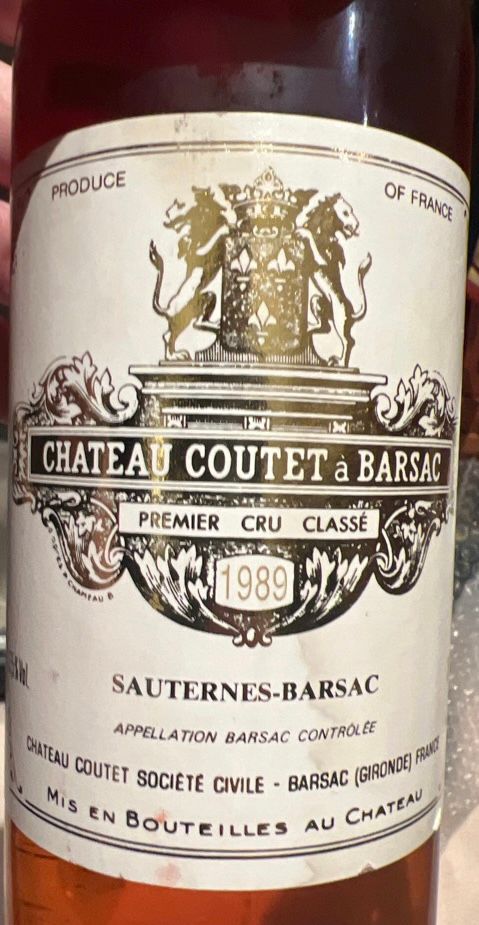 PRODUCE OF FRANCE
CHATEAU COUTET à BARSAC
PREMIER CRU CLASSÉ
1989
SAUTERNES-BARSAC
APPELLATION BARSAC CONTRÔLÉE
CHATEAU COUTET SOCIÉTÉ CIVILE - BARSAC (GIRONDE) FRANCE
MIS EN BOUTEILLES AU CHATEAU